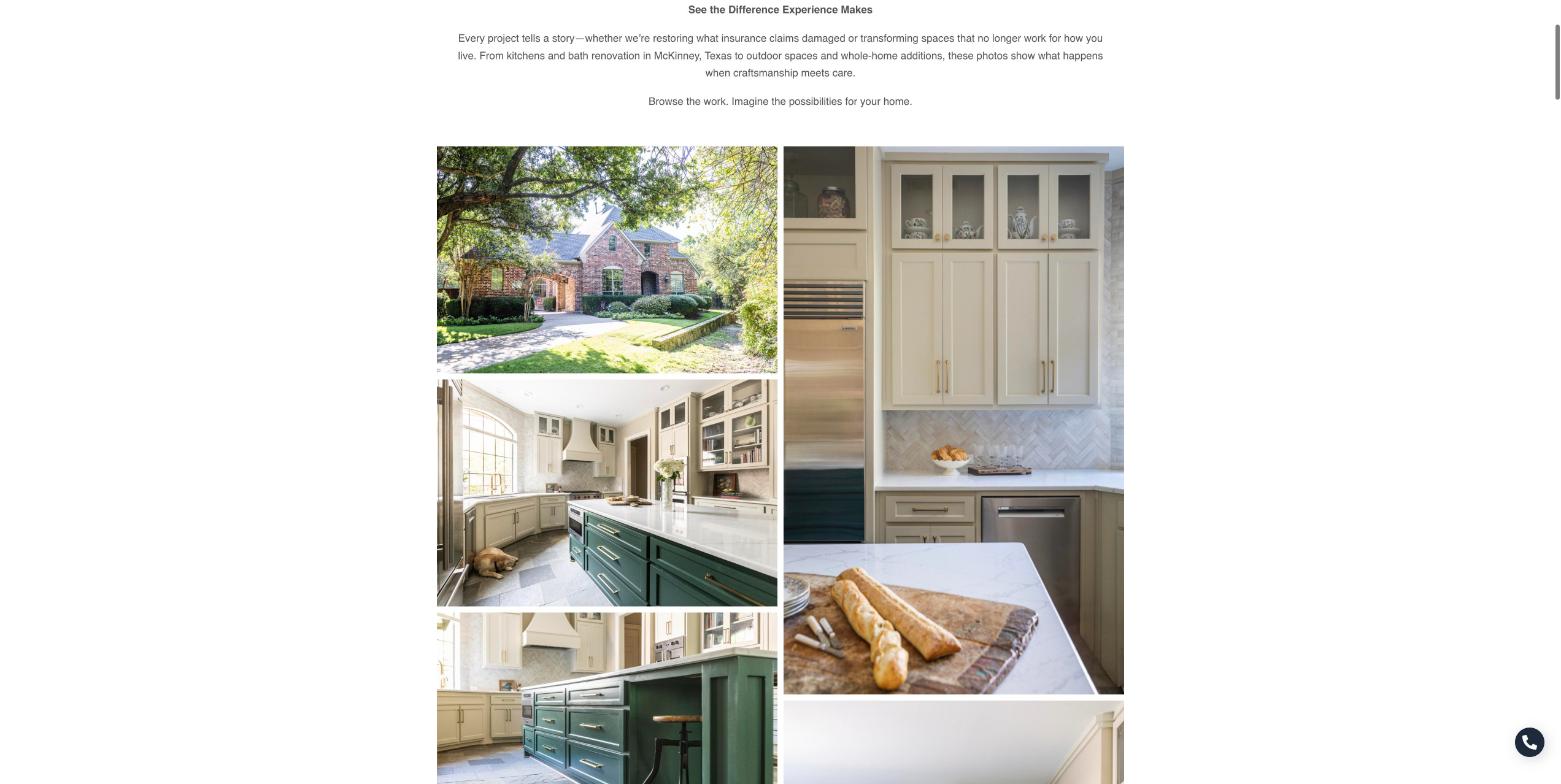 See the Difference Experience Makes
Every project tells a story—whether we're restoring what insurance claims damaged or transforming spaces that no longer work for how you
live. From kitchens and bath renovation in McKinney, Texas to outdoor spaces and whole-home additions, these photos show what happens
when craftsmanship meets care.
Browse the work. Imagine the possibilities for your home.